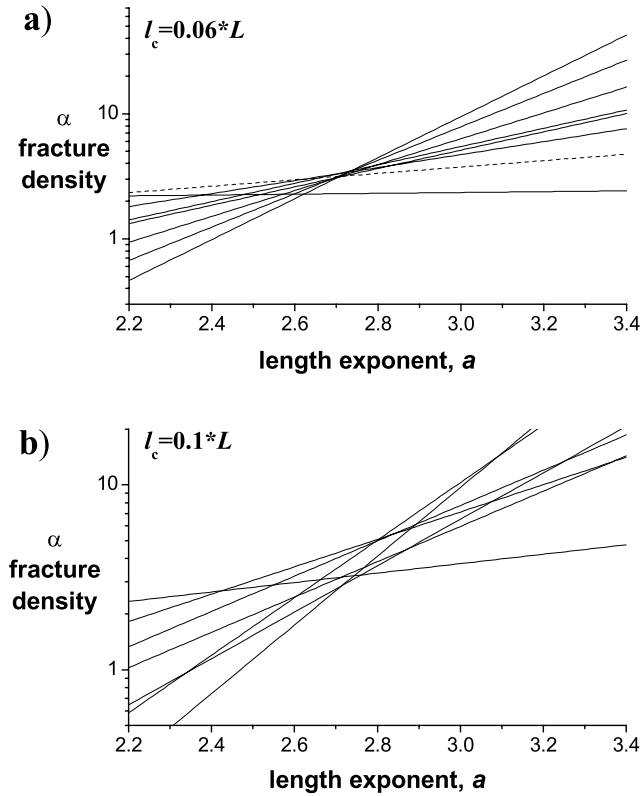 a)
l_c=0.06*L
10
1
α
fracture
density
2.2 2.4 2.6 2.8 3.0 3.2 3.4
length exponent, a
b)
l_c=0.1*L
10
1
α
fracture
density
2.2 2.4 2.6 2.8 3.0 3.2 3.4
length exponent, a